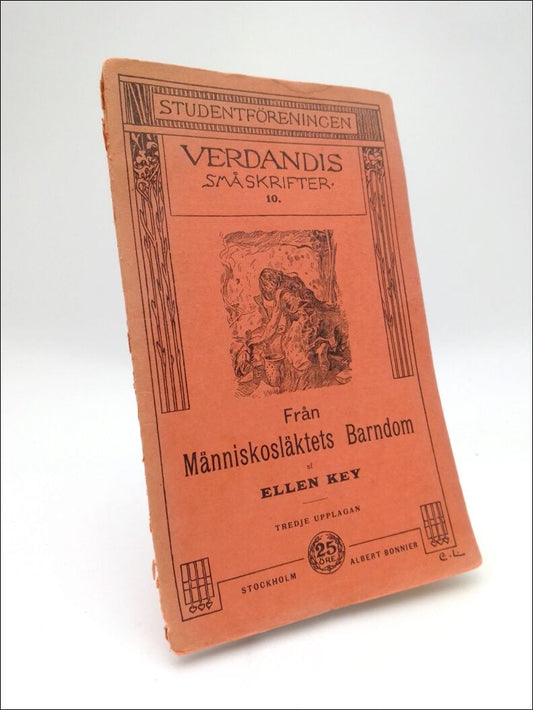 STUDENTFÖRENINGEN
VERDANDIS
SMÅSKRIFTER.
10.
Från
Människosläktets Barndom
af
ELLEN KEY
TREDJE UPPLAGAN
25
ÖRE
STOCKHOLM ALBERT BONNIER
C.L.